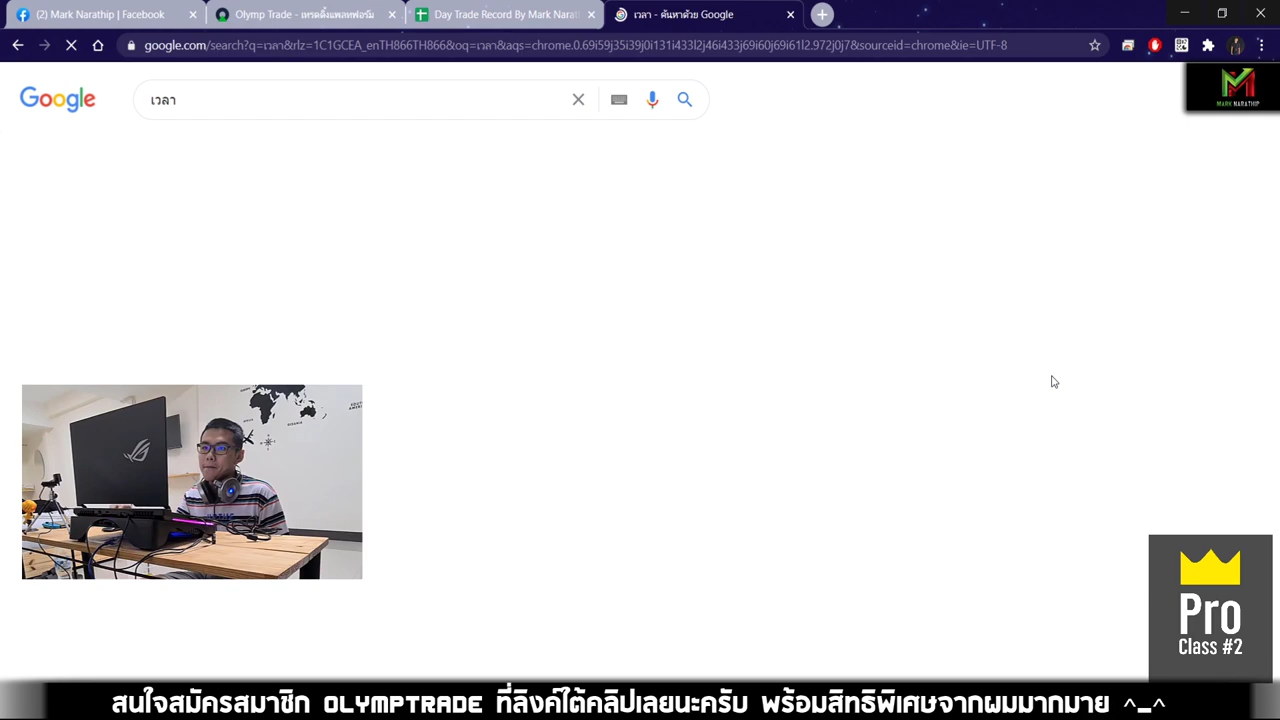 (2) Mark Narathip | Facebook
Olymp Trade - เทรดดิ้งแพลทฟอร์ม
Day Trade Record By Mark Narat
เวลา - ค้นหาด้วย Google
google.com/search?q=เวลา&rlz=1C1GCEA_enTH866TH866&oq=เวลา&aqs=chrome.0.69i59j35i39j0i131i433l2j46i433j69i60j69i61l2.972j0j7&sourceid=chrome&ie=UTF-8
Google
เวลา
MARK NARATHIP
Pro
Class #2
สนใจสมัครสมาชิก OLYMPTRADE ที่ลิงค์ใต้คลิปเลยนะครับ พร้อมสิทธิพิเศษจากผมมากมาย ^_^